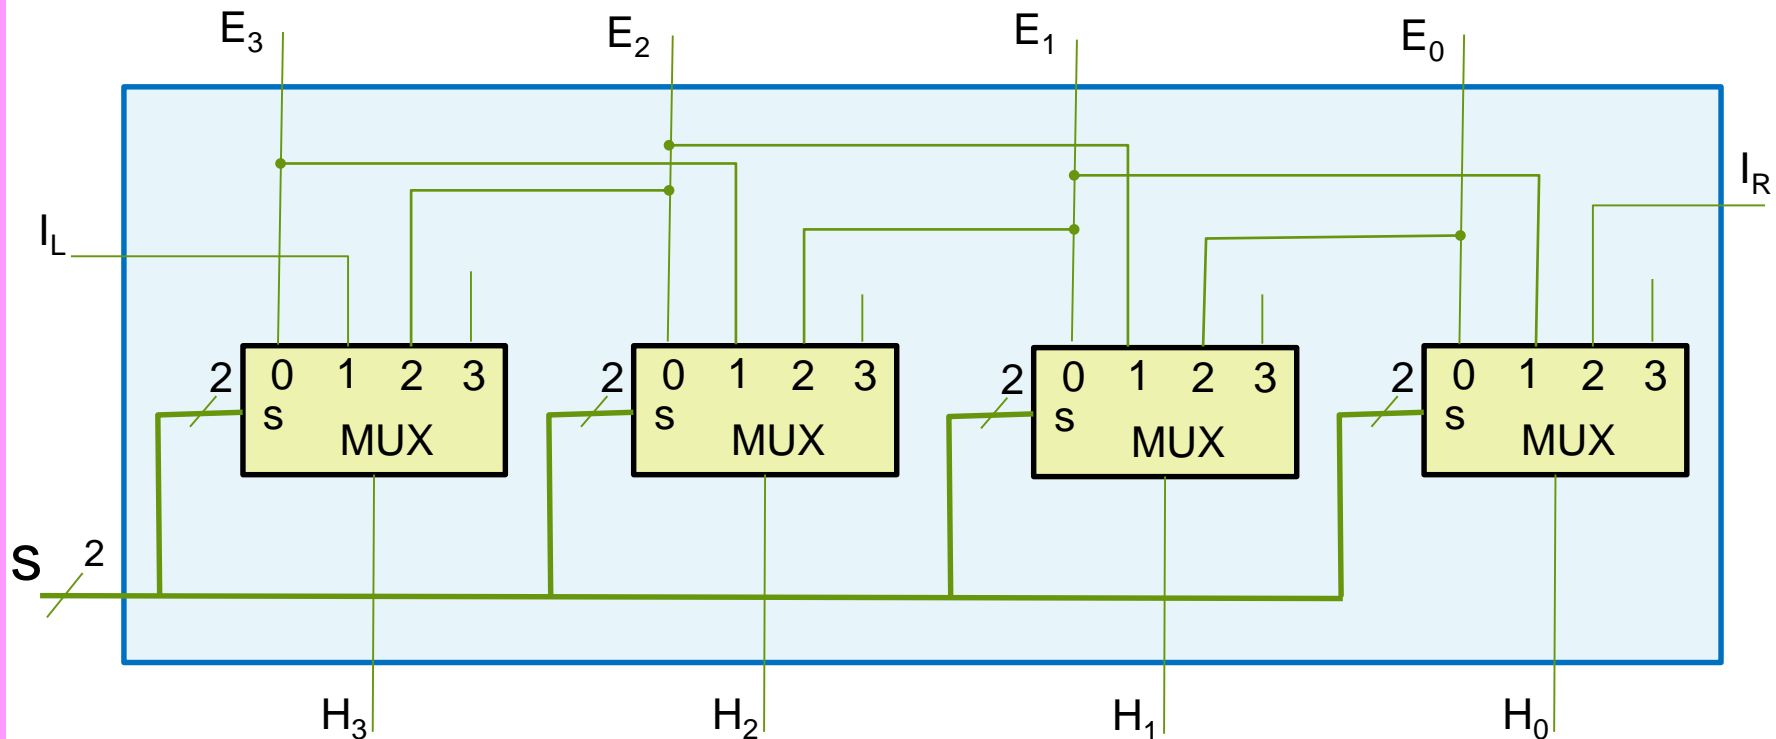 E3 E2 E1 E0
IR
IL
2 0 1 2 3 2 0 1 2 3 2 0 1 2 3 2 0 1 2 3
s s s s
MUX MUX MUX MUX
S 2
H3 H2 H1 H0